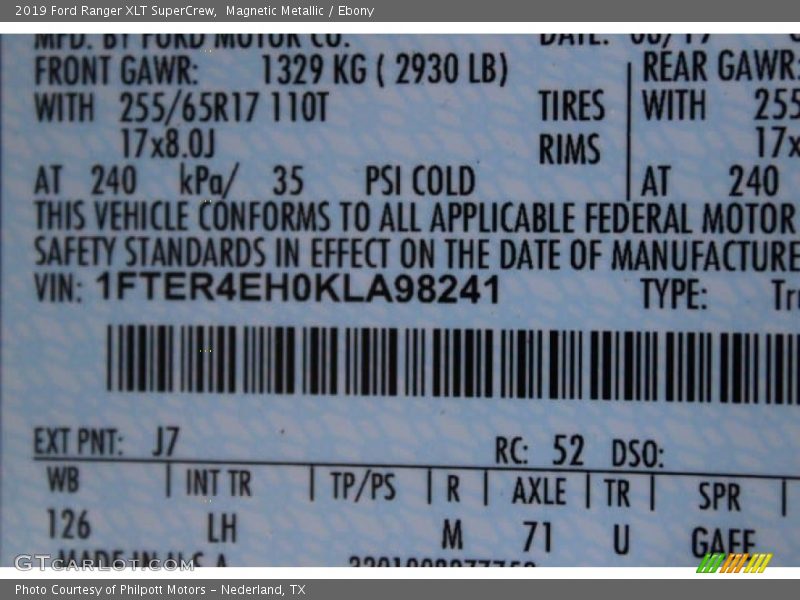 2019 Ford Ranger XLT SuperCrew, Magnetic Metallic / Ebony
MFD. BY FORD MOTOR CO. DATE:
FRONT GAWR: 1329 KG ( 2930 LB) REAR GAWR:
WITH 255/65R17 110T TIRES WITH 255
17x8.0J RIMS 17x
AT 240 kPa/ 35 PSI COLD AT 240
THIS VEHICLE CONFORMS TO ALL APPLICABLE FEDERAL MOTOR
SAFETY STANDARDS IN EFFECT ON THE DATE OF MANUFACTURE
VIN: 1FTER4EH0KLA98241 TYPE:
EXT PNT: J7 RC: 52 DSO:
WB INT TR TP/PS R AXLE TR SPR
126 LH M 71 U GAFF
MADE IN U.S.A.
GTCARLOT.COM
Photo Courtesy of Philpott Motors - Nederland, TX